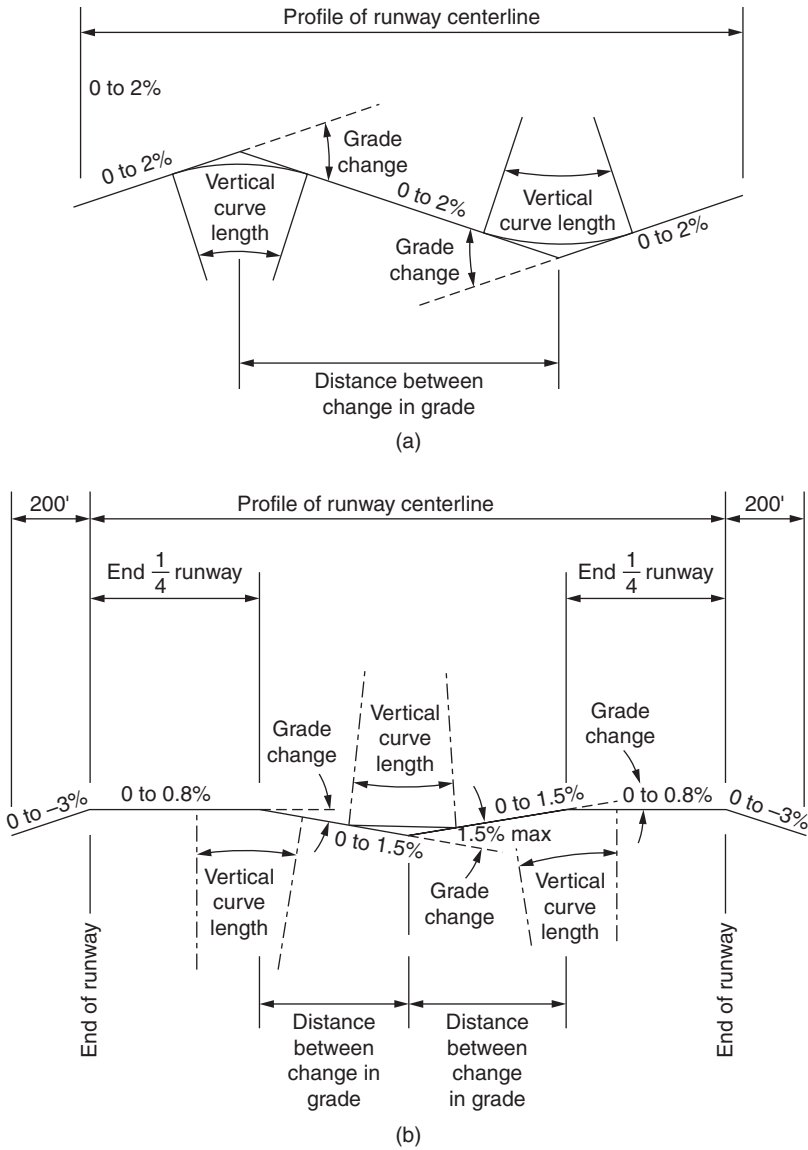 Profile of runway centerline
0 to 2%
0 to 2%
Grade
change
Vertical
curve
length
0 to 2%
Vertical
curve length
0 to 2%
Grade
change
Distance between
change in grade
(a)
200'
Profile of runway centerline
200'
End 1/4 runway
End 1/4 runway
Grade
change
Vertical
curve
length
Grade
change
0 to –3%
0 to 0.8%
0 to 1.5%
0 to 0.8%
0 to –3%
0 to 1.5%
1.5% max
Vertical
curve
length
Grade
change
Vertical
curve
length
End of runway
End of runway
Distance
between
change in
grade
Distance
between
change
in grade
(b)